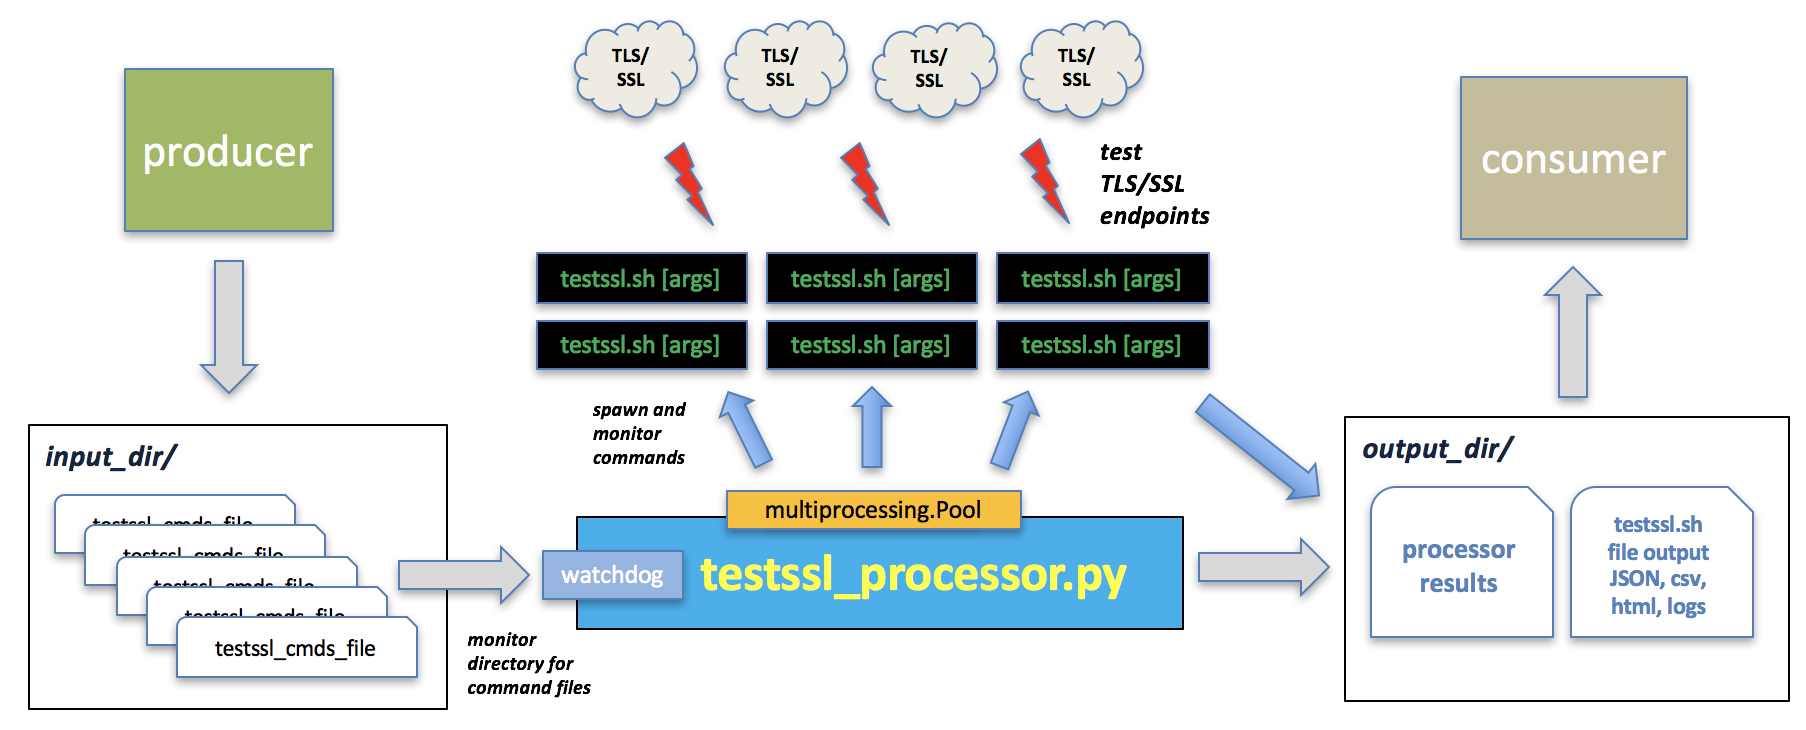 TLS/
SSL
TLS/
SSL
TLS/
SSL
TLS/
SSL
producer
consumer
test
TLS/SSL
endpoints
testssl.sh [args]
testssl.sh [args]
testssl.sh [args]
testssl.sh [args]
testssl.sh [args]
testssl.sh [args]
spawn and
monitor
commands
input_dir/
testssl_cmds_file
testssl_cmds_file
testssl_cmds_file
testssl_cmds_file
testssl_cmds_file
monitor
directory for
command files
multiprocessing.Pool
watchdog
testssl_processor.py
output_dir/
processor
results
testssl.sh
file output
JSON, csv,
html, logs